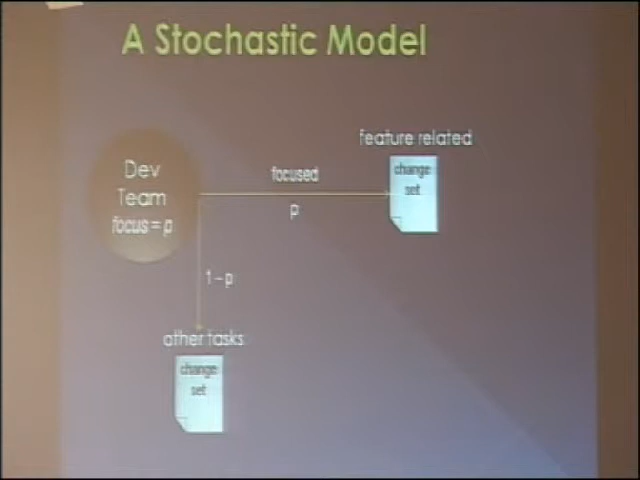 A Stochastic Model
feature related
change
set
focused
p
Dev
Team
focus = p
1 – p
other tasks
change
set